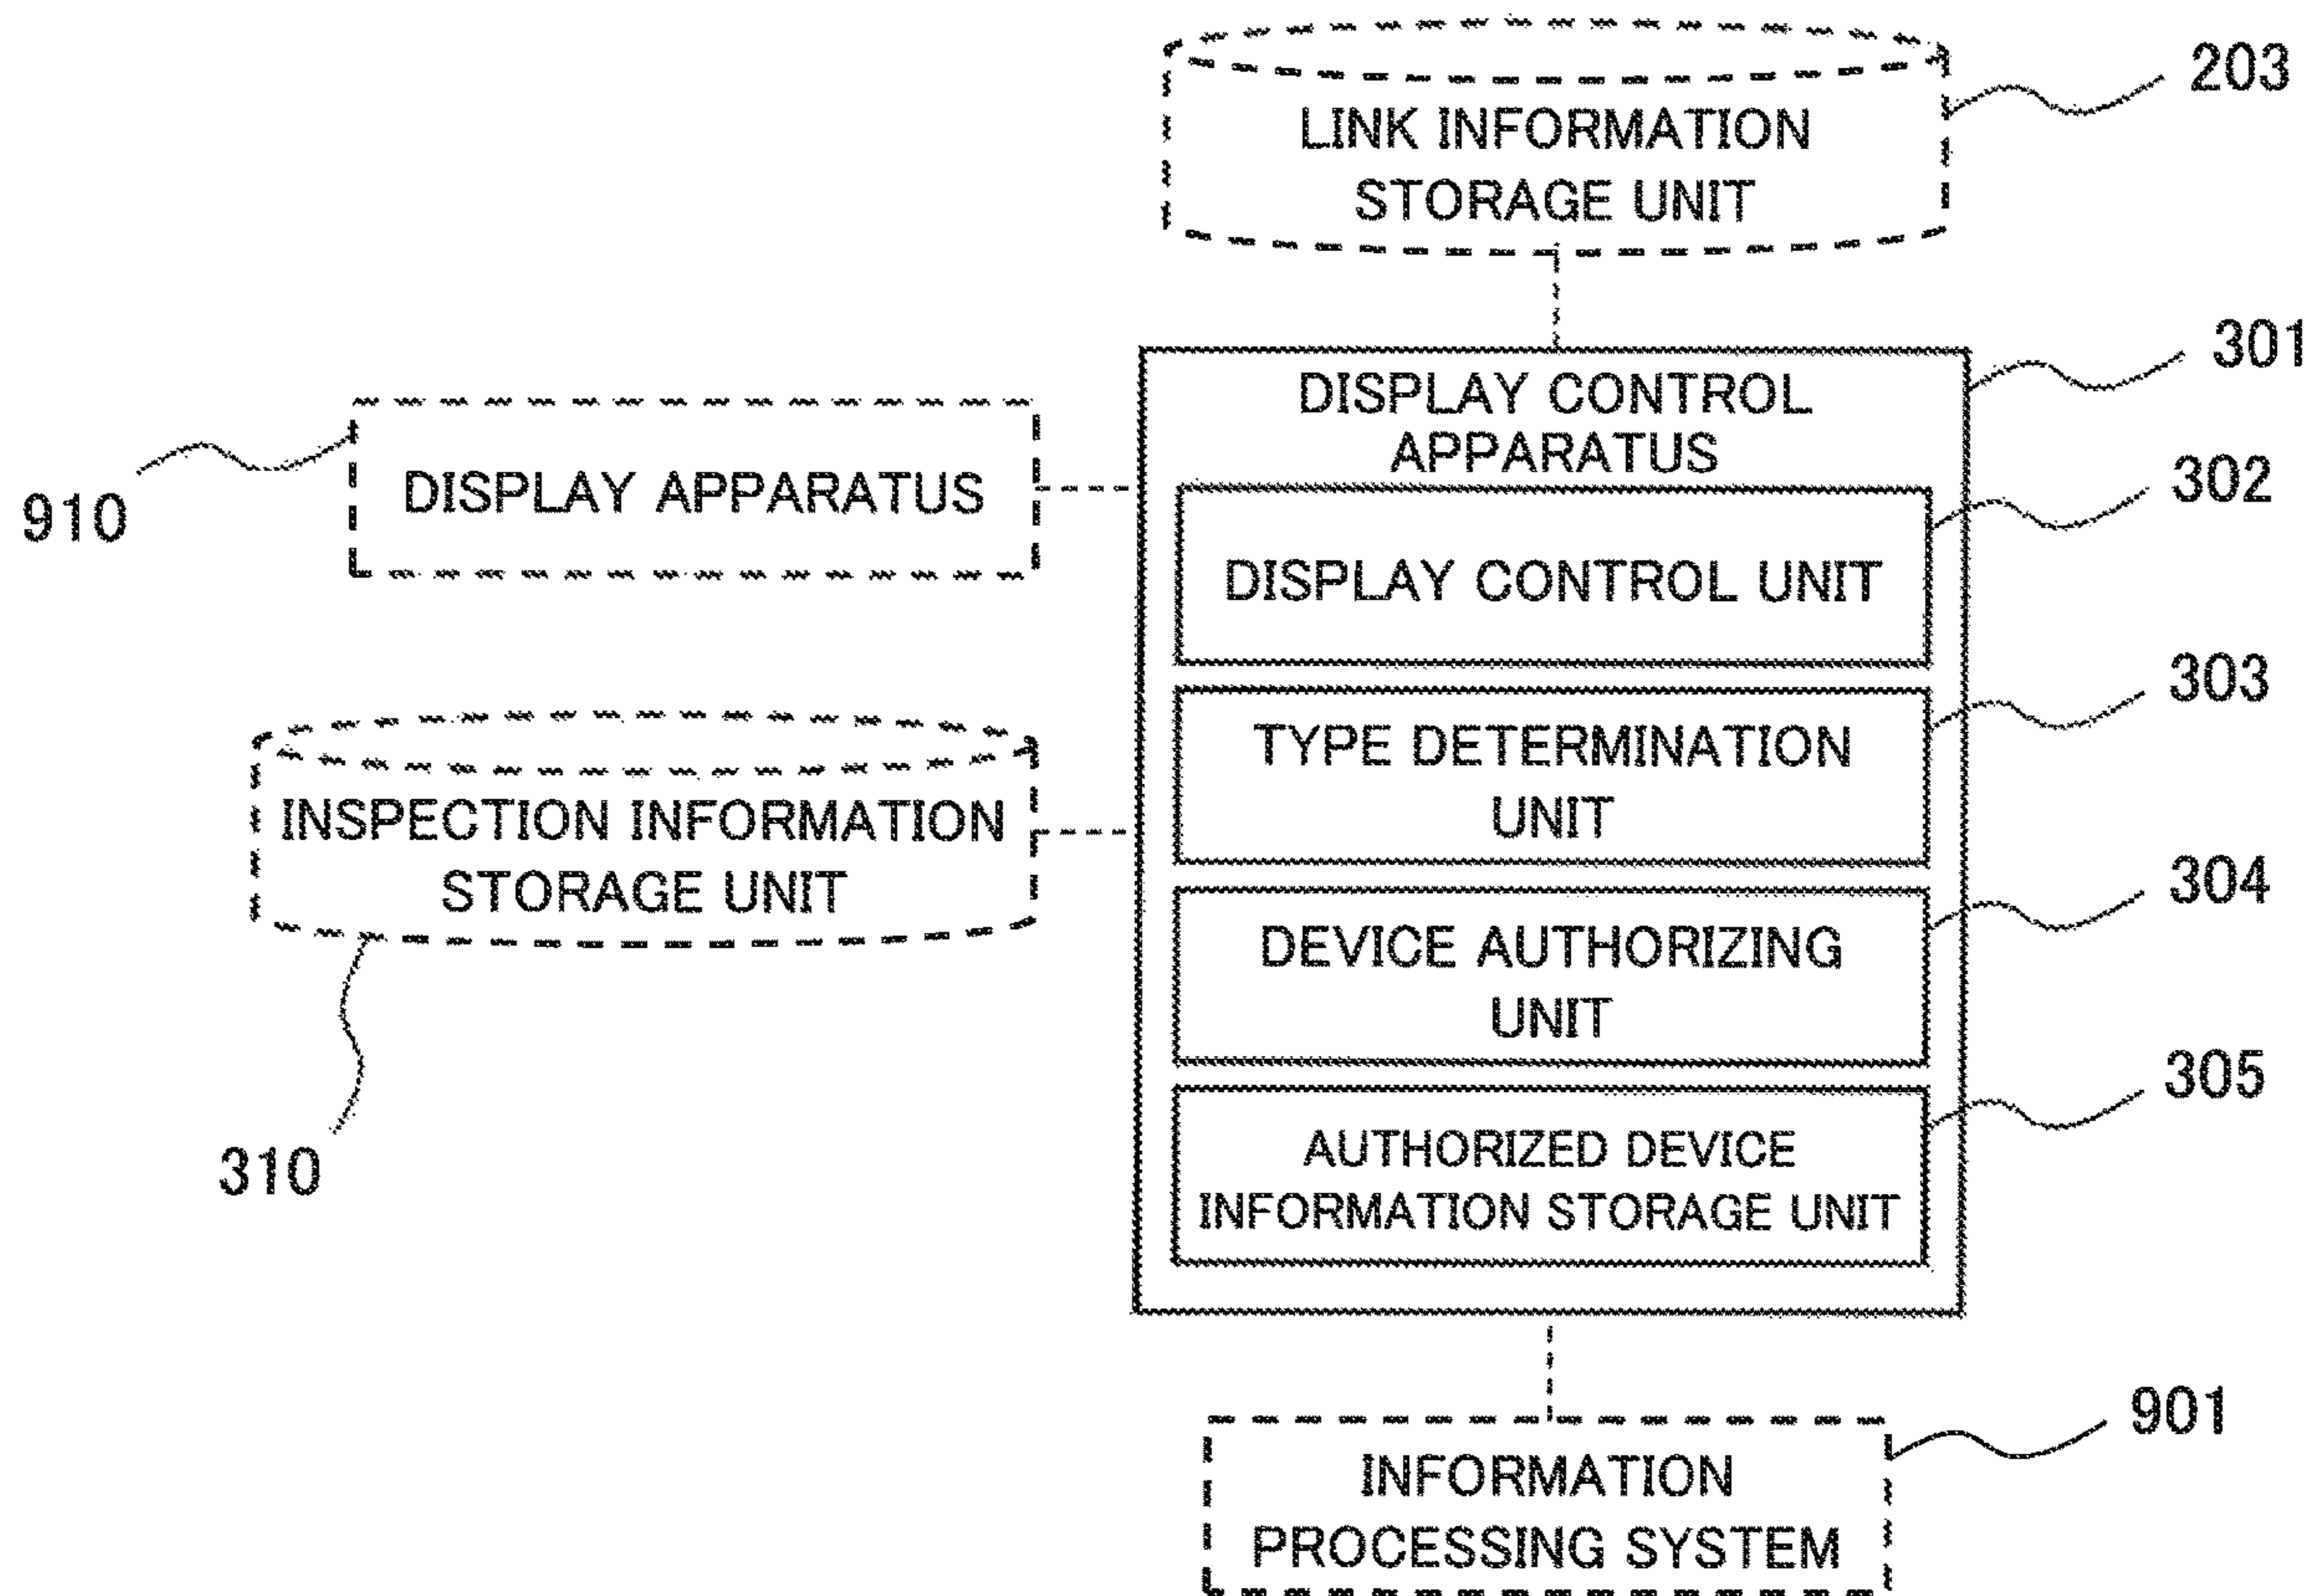 LINK INFORMATION
STORAGE UNIT
203
DISPLAY CONTROL
APPARATUS
301
DISPLAY APPARATUS
910
DISPLAY CONTROL UNIT
302
TYPE DETERMINATION
UNIT
303
INSPECTION INFORMATION
STORAGE UNIT
310
DEVICE AUTHORIZING
UNIT
304
AUTHORIZED DEVICE
INFORMATION STORAGE UNIT
305
INFORMATION
PROCESSING SYSTEM
901